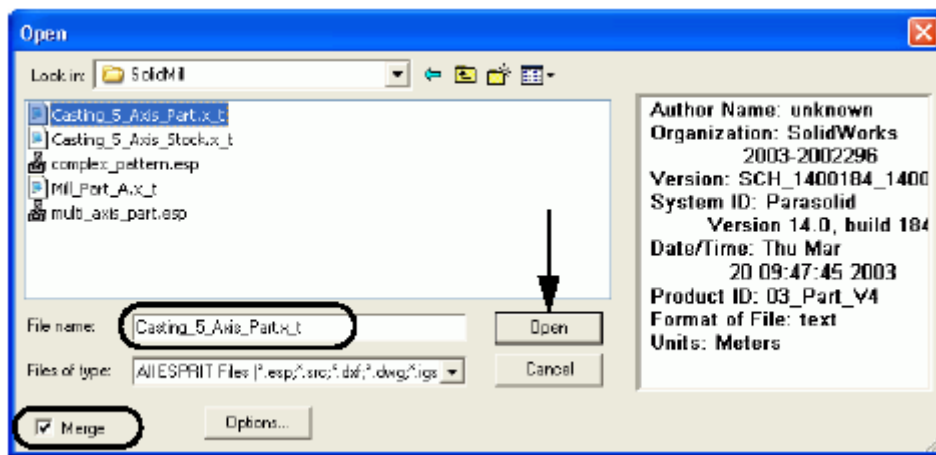 Open
Look in: SolidMill
Casting_5_Axis_Part.x_t
Casting_5_Axis_Stock.x_t
complex_pattern.esp
Mill_Part_A.x_t
multi_axis_part.esp
File name: Casting_5_Axis_Part.x_t Open
Files of type: All ESPRIT Files (*.esp;*.src;*.dxf;*.dwg;*.igs Cancel
Merge Options...
Author Name: unknown
Organization: SolidWorks
2003-2002296
Version: SCH_1400184_1400
System ID: Parasolid
Version 14.0, build 184
Date/Time: Thu Mar
20 09:47:45 2003
Product ID: 03_Part_V4
Format of File: text
Units: Meters